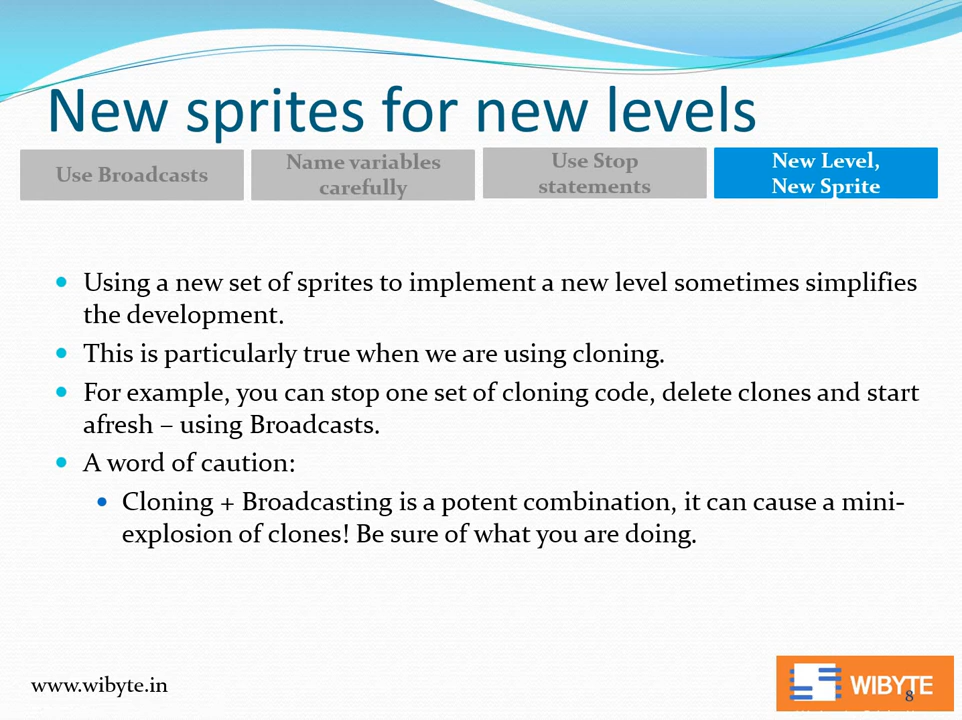 New sprites for new levels
Use Broadcasts
Name variables
carefully
Use Stop
statements
New Level,
New Sprite
• Using a new set of sprites to implement a new level sometimes simplifies
the development.
• This is particularly true when we are using cloning.
• For example, you can stop one set of cloning code, delete clones and start
afresh – using Broadcasts.
• A word of caution:
• Cloning + Broadcasting is a potent combination, it can cause a mini-
explosion of clones! Be sure of what you are doing.
www.wibyte.in
WIBYTE
8